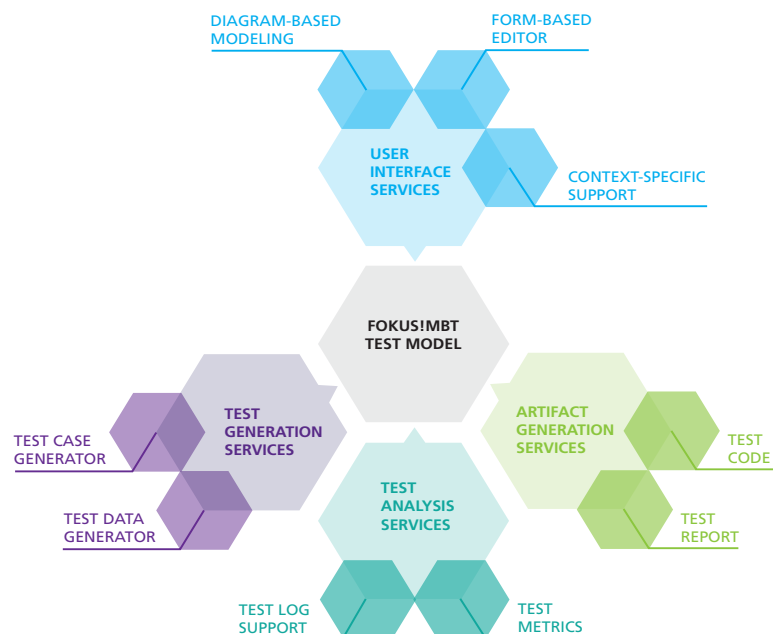 DIAGRAM-BASED
MODELING
FORM-BASED
EDITOR
USER
INTERFACE
SERVICES
CONTEXT-SPECIFIC
SUPPORT
FOKUS!MBT
TEST MODEL
TEST
GENERATION
SERVICES
ARTIFACT
GENERATION
SERVICES
TEST CASE
GENERATOR
TEST
CODE
TEST
ANALYSIS
SERVICES
TEST DATA
GENERATOR
TEST
REPORT
TEST LOG
SUPPORT
TEST
METRICS